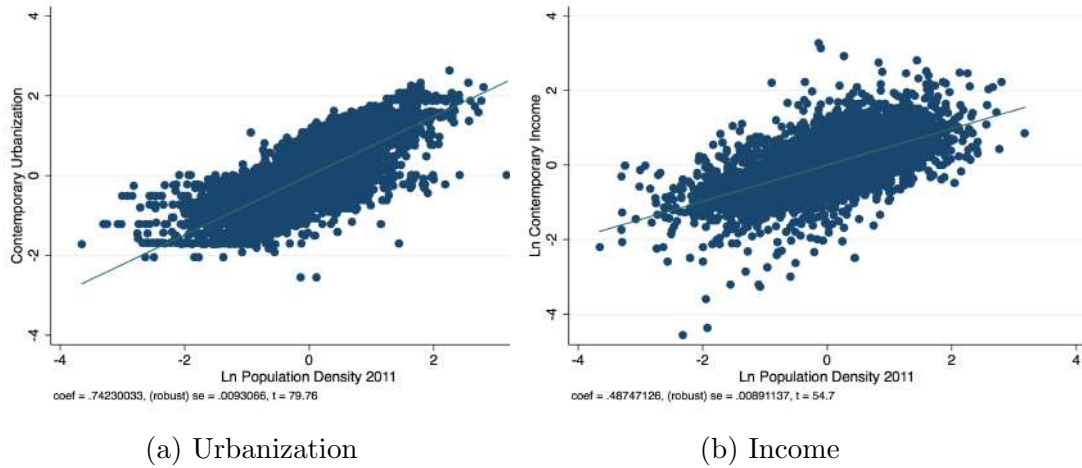 4
2
0
-2
-4
Contemporary Urbanization
-4
-2
0
2
Ln Population Density 2011
coef = .74230033, (robust) se = .0093066, t = 79.76
(a) Urbanization
4
2
0
-2
-4
Ln Contemporary Income
-4
-2
0
2
4
Ln Population Density 2011
coef = .48747126, (robust) se = .00891137, t = 54.7
(b) Income